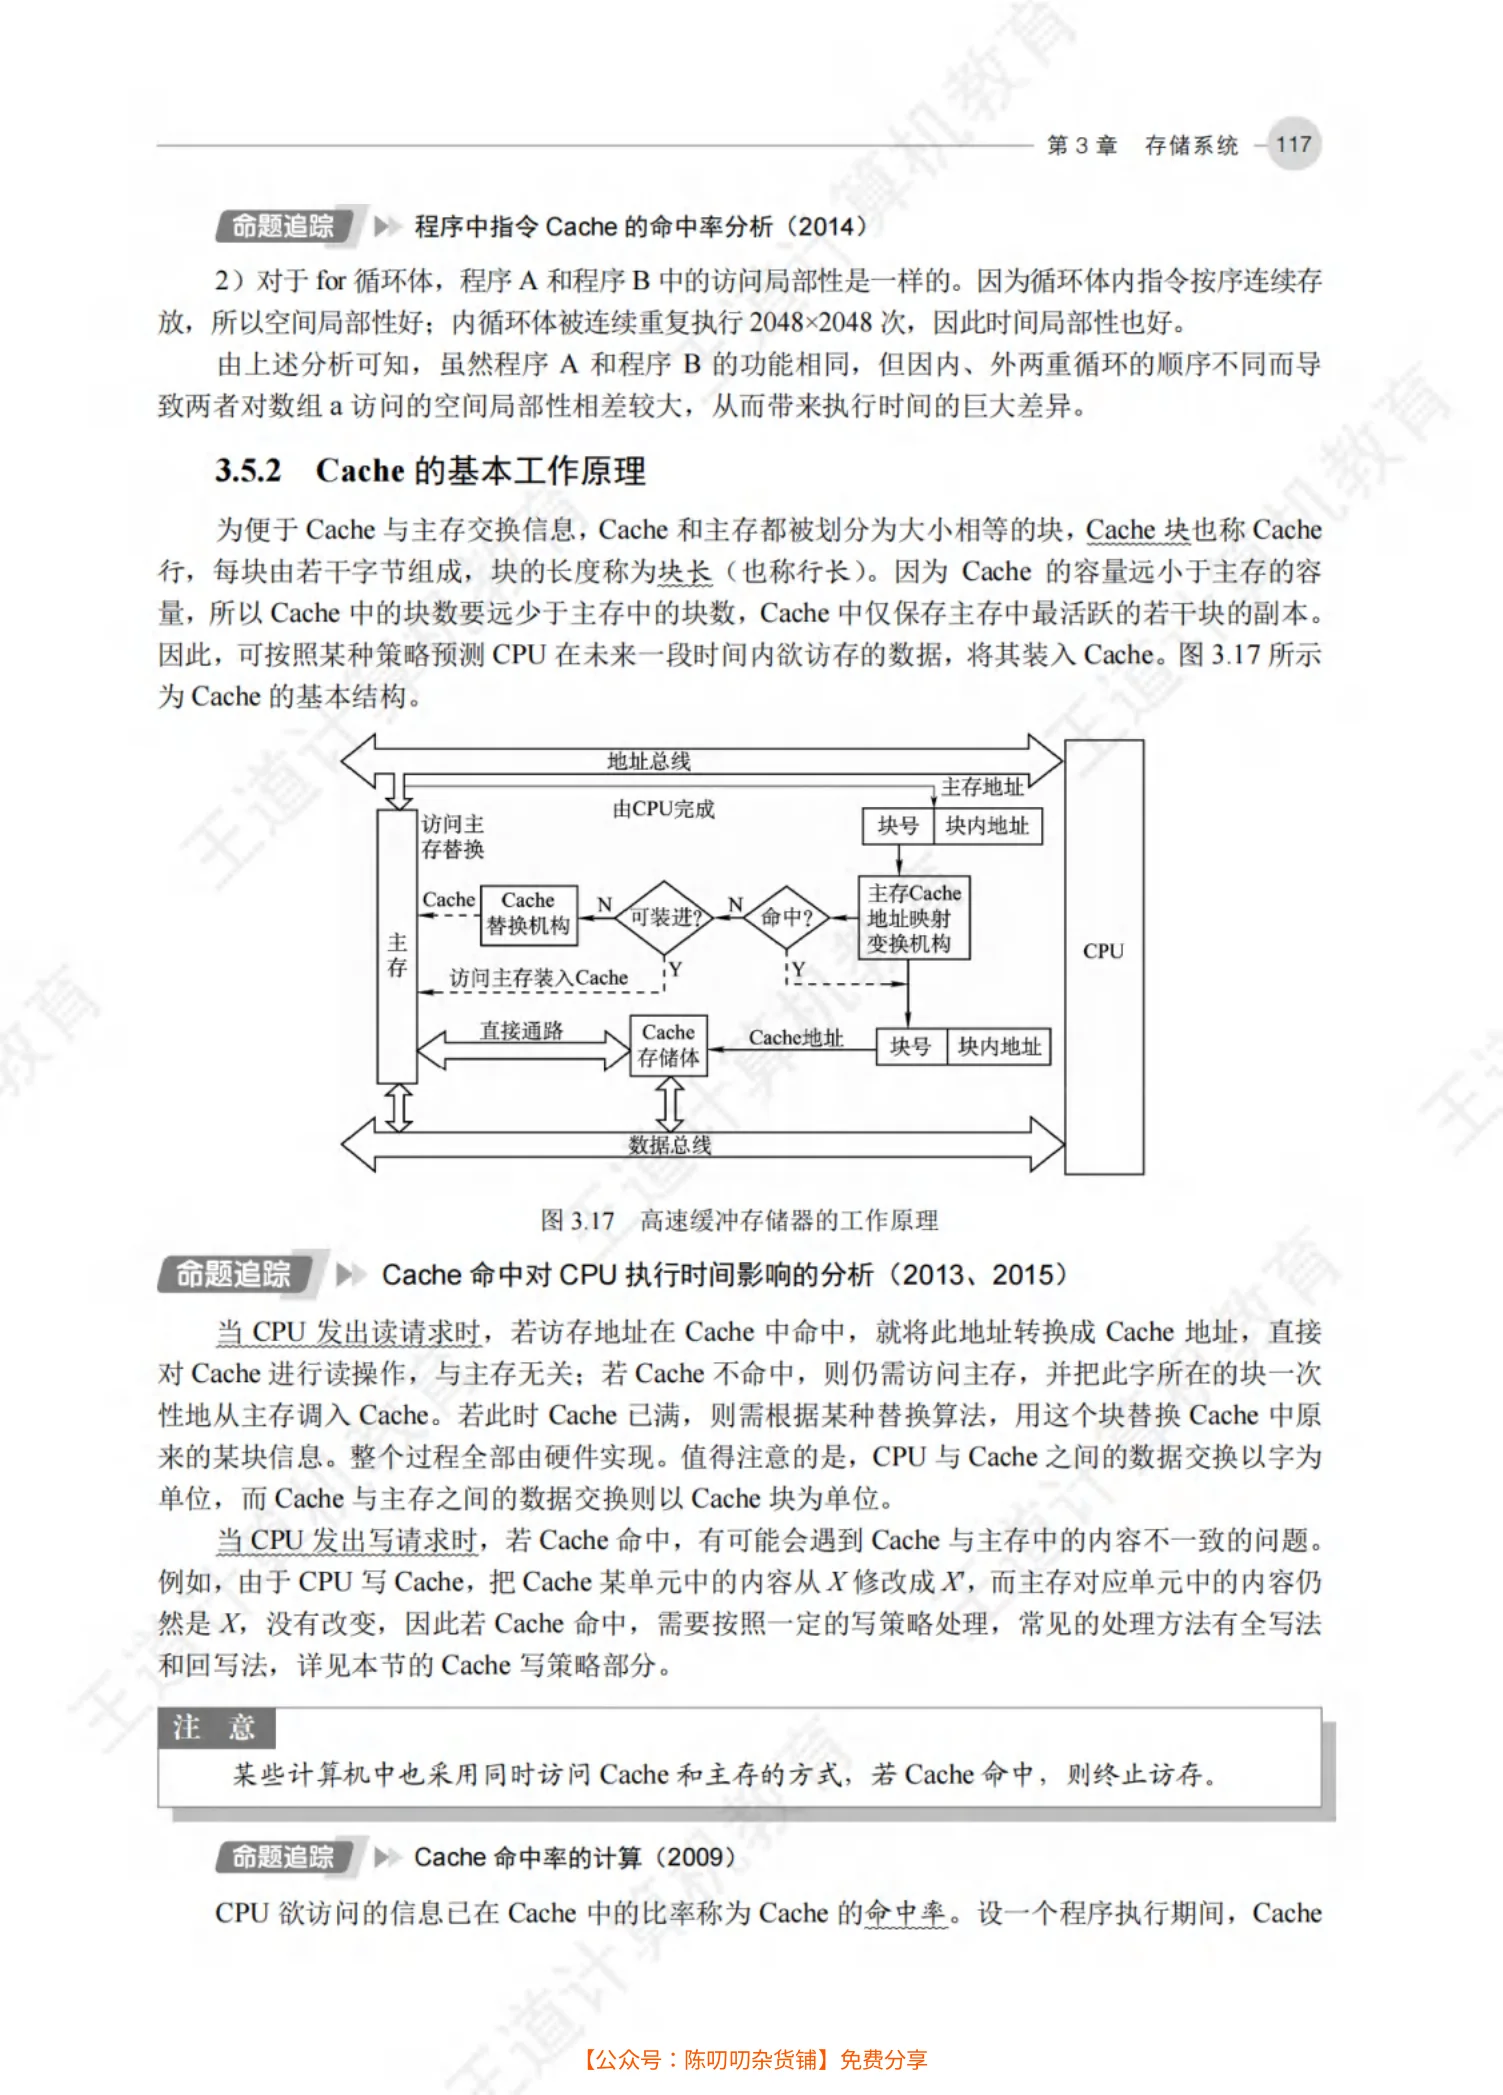 第 3 章 存储系统 117
命题追踪 程序中指令 Cache 的命中率分析（2014）
2）对于 for 循环体，程序 A 和程序 B 中的访问局部性是一样的。因为循环体内指令按序连续存
放，所以空间局部性好；内循环体被连续重复执行 2048×2048 次，因此时间局部性也好。
由上述分析可知，虽然程序 A 和程序 B 的功能相同，但因内、外两重循环的顺序不同而导
致两者对数组 a 访问的空间局部性相差较大，从而带来执行时间的巨大差异。
3.5.2 Cache 的基本工作原理
为便于 Cache 与主存交换信息，Cache 和主存都被划分为大小相等的块，Cache 块也称 Cache
行，每块由若干字节组成，块的长度称为块长（也称行长）。因为 Cache 的容量远小于主存的容
量，所以 Cache 中的块数要远少于主存中的块数，Cache 中仅保存主存中最活跃的若干块的副本。
因此，可按照某种策略预测 CPU 在未来一段时间内欲访存的数据，将其装入 Cache。图 3.17 所示
为 Cache 的基本结构。
地址总线
主存地址
由CPU完成
访问主
存替换
块号 块内地址
Cache
Cache
替换机构
N
可装进?
N
命中?
主存Cache
地址映射
变换机构
主
存
CPU
访问主存装入Cache
Y
Y
直接通路
Cache
存储体
Cache地址
块号 块内地址
数据总线
图 3.17 高速缓冲存储器的工作原理
命题追踪 Cache 命中对 CPU 执行时间影响的分析（2013、2015）
当 CPU 发出读请求时，若访存地址在 Cache 中命中，就将此地址转换成 Cache 地址，直接
对 Cache 进行读操作，与主存无关；若 Cache 不命中，则仍需访问主存，并把此字所在的块一次
性地从主存调入 Cache。若此时 Cache 已满，则需根据某种替换算法，用这个块替换 Cache 中原
来的某块信息。整个过程全部由硬件实现。值得注意的是，CPU 与 Cache 之间的数据交换以字为
单位，而 Cache 与主存之间的数据交换则以 Cache 块为单位。
当 CPU 发出写请求时，若 Cache 命中，有可能会遇到 Cache 与主存中的内容不一致的问题。
例如，由于 CPU 写 Cache，把 Cache 某单元中的内容从 X 修改成 X′，而主存对应单元中的内容仍
然是 X，没有改变，因此若 Cache 命中，需要按照一定的写策略处理，常见的处理方法有全写法
和回写法，详见本节的 Cache 写策略部分。
注 意
某些计算机中也采用同时访问 Cache 和主存的方式，若 Cache 命中，则终止访存。
命题追踪 Cache 命中率的计算（2009）
CPU 欲访问的信息已在 Cache 中的比率称为 Cache 的命中率。设一个程序执行期间，Cache
王道计算机教育
【公众号：陈叨叨杂货铺】免费分享